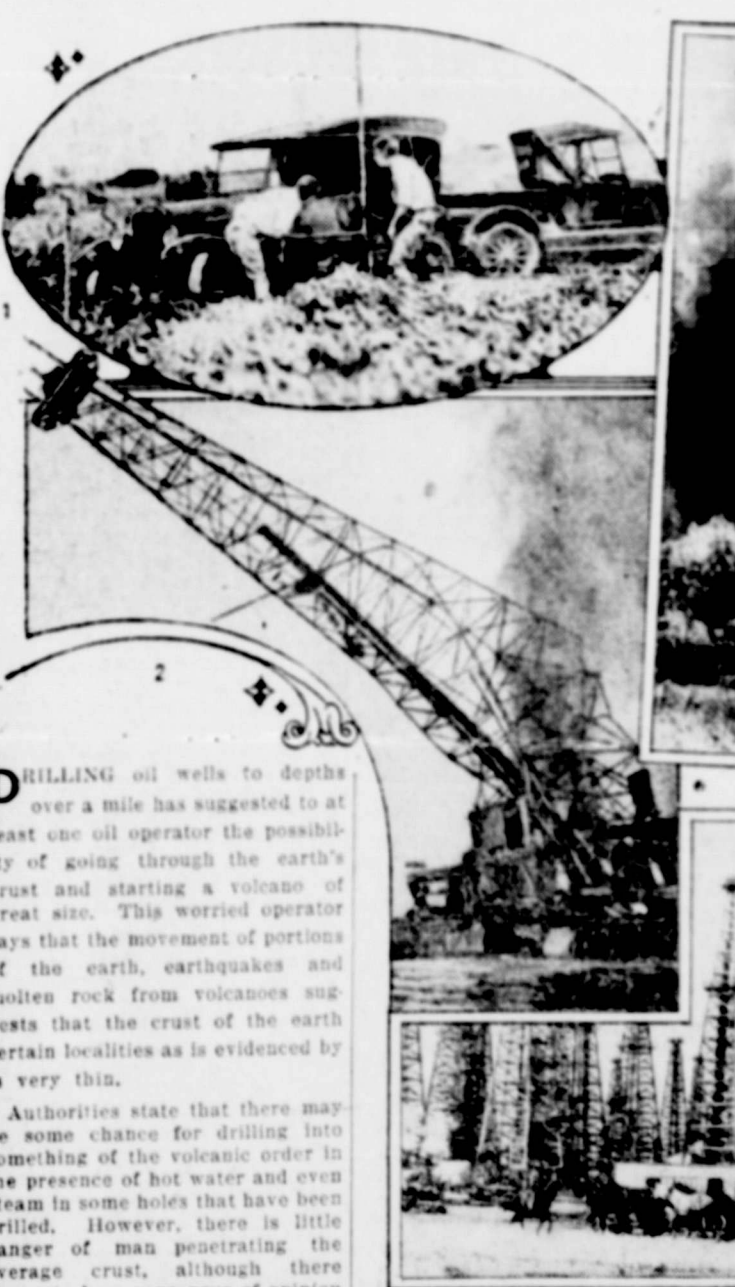 1
2
DRILLING oil wells to depths
over a mile has suggested to at
east one oil operator the possibil-
ty of going through the earth's
rust and starting a volcano of
reat size. This worried operator
ays that the movement of portions
f the earth, earthquakes and
olten rock from volcanoes sug-
ests that the crust of the earth
ertain localities as is evidenced by
very thin.
Authorities state that there may
e some chance for drilling into
omething of the volcanic order in
he presence of hot water and even
team in some holes that have been
rilled. However, there is little
anger of man penetrating the
verage crust, although there